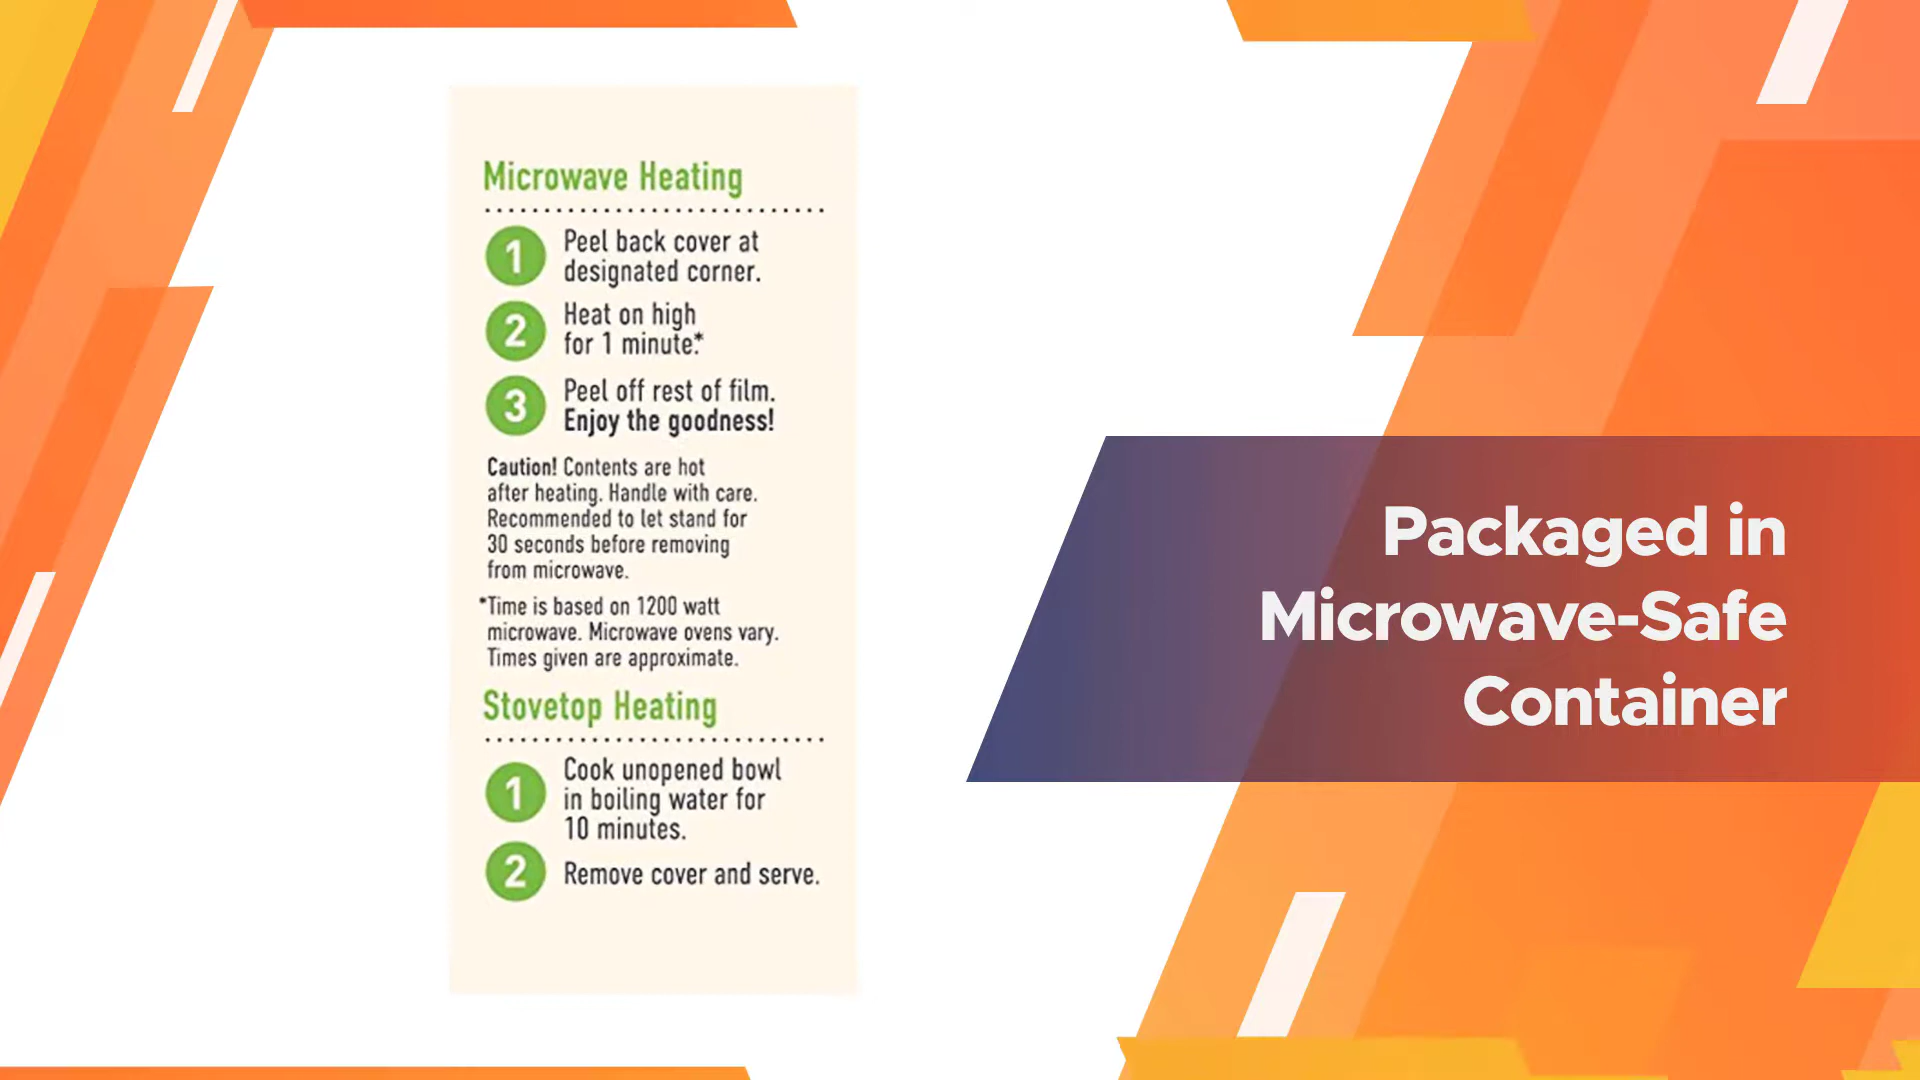 Microwave Heating
1 Peel back cover at
designated corner.
2 Heat on high
for 1 minute.*
3 Peel off rest of film.
Enjoy the goodness!
Caution! Contents are hot
after heating. Handle with care.
Recommended to let stand for
30 seconds before removing
from microwave.
*Time is based on 1200 watt
microwave. Microwave ovens vary.
Times given are approximate.
Stovetop Heating
1 Cook unopened bowl
in boiling water for
10 minutes.
2 Remove cover and serve.
Packaged in
Microwave-Safe
Container